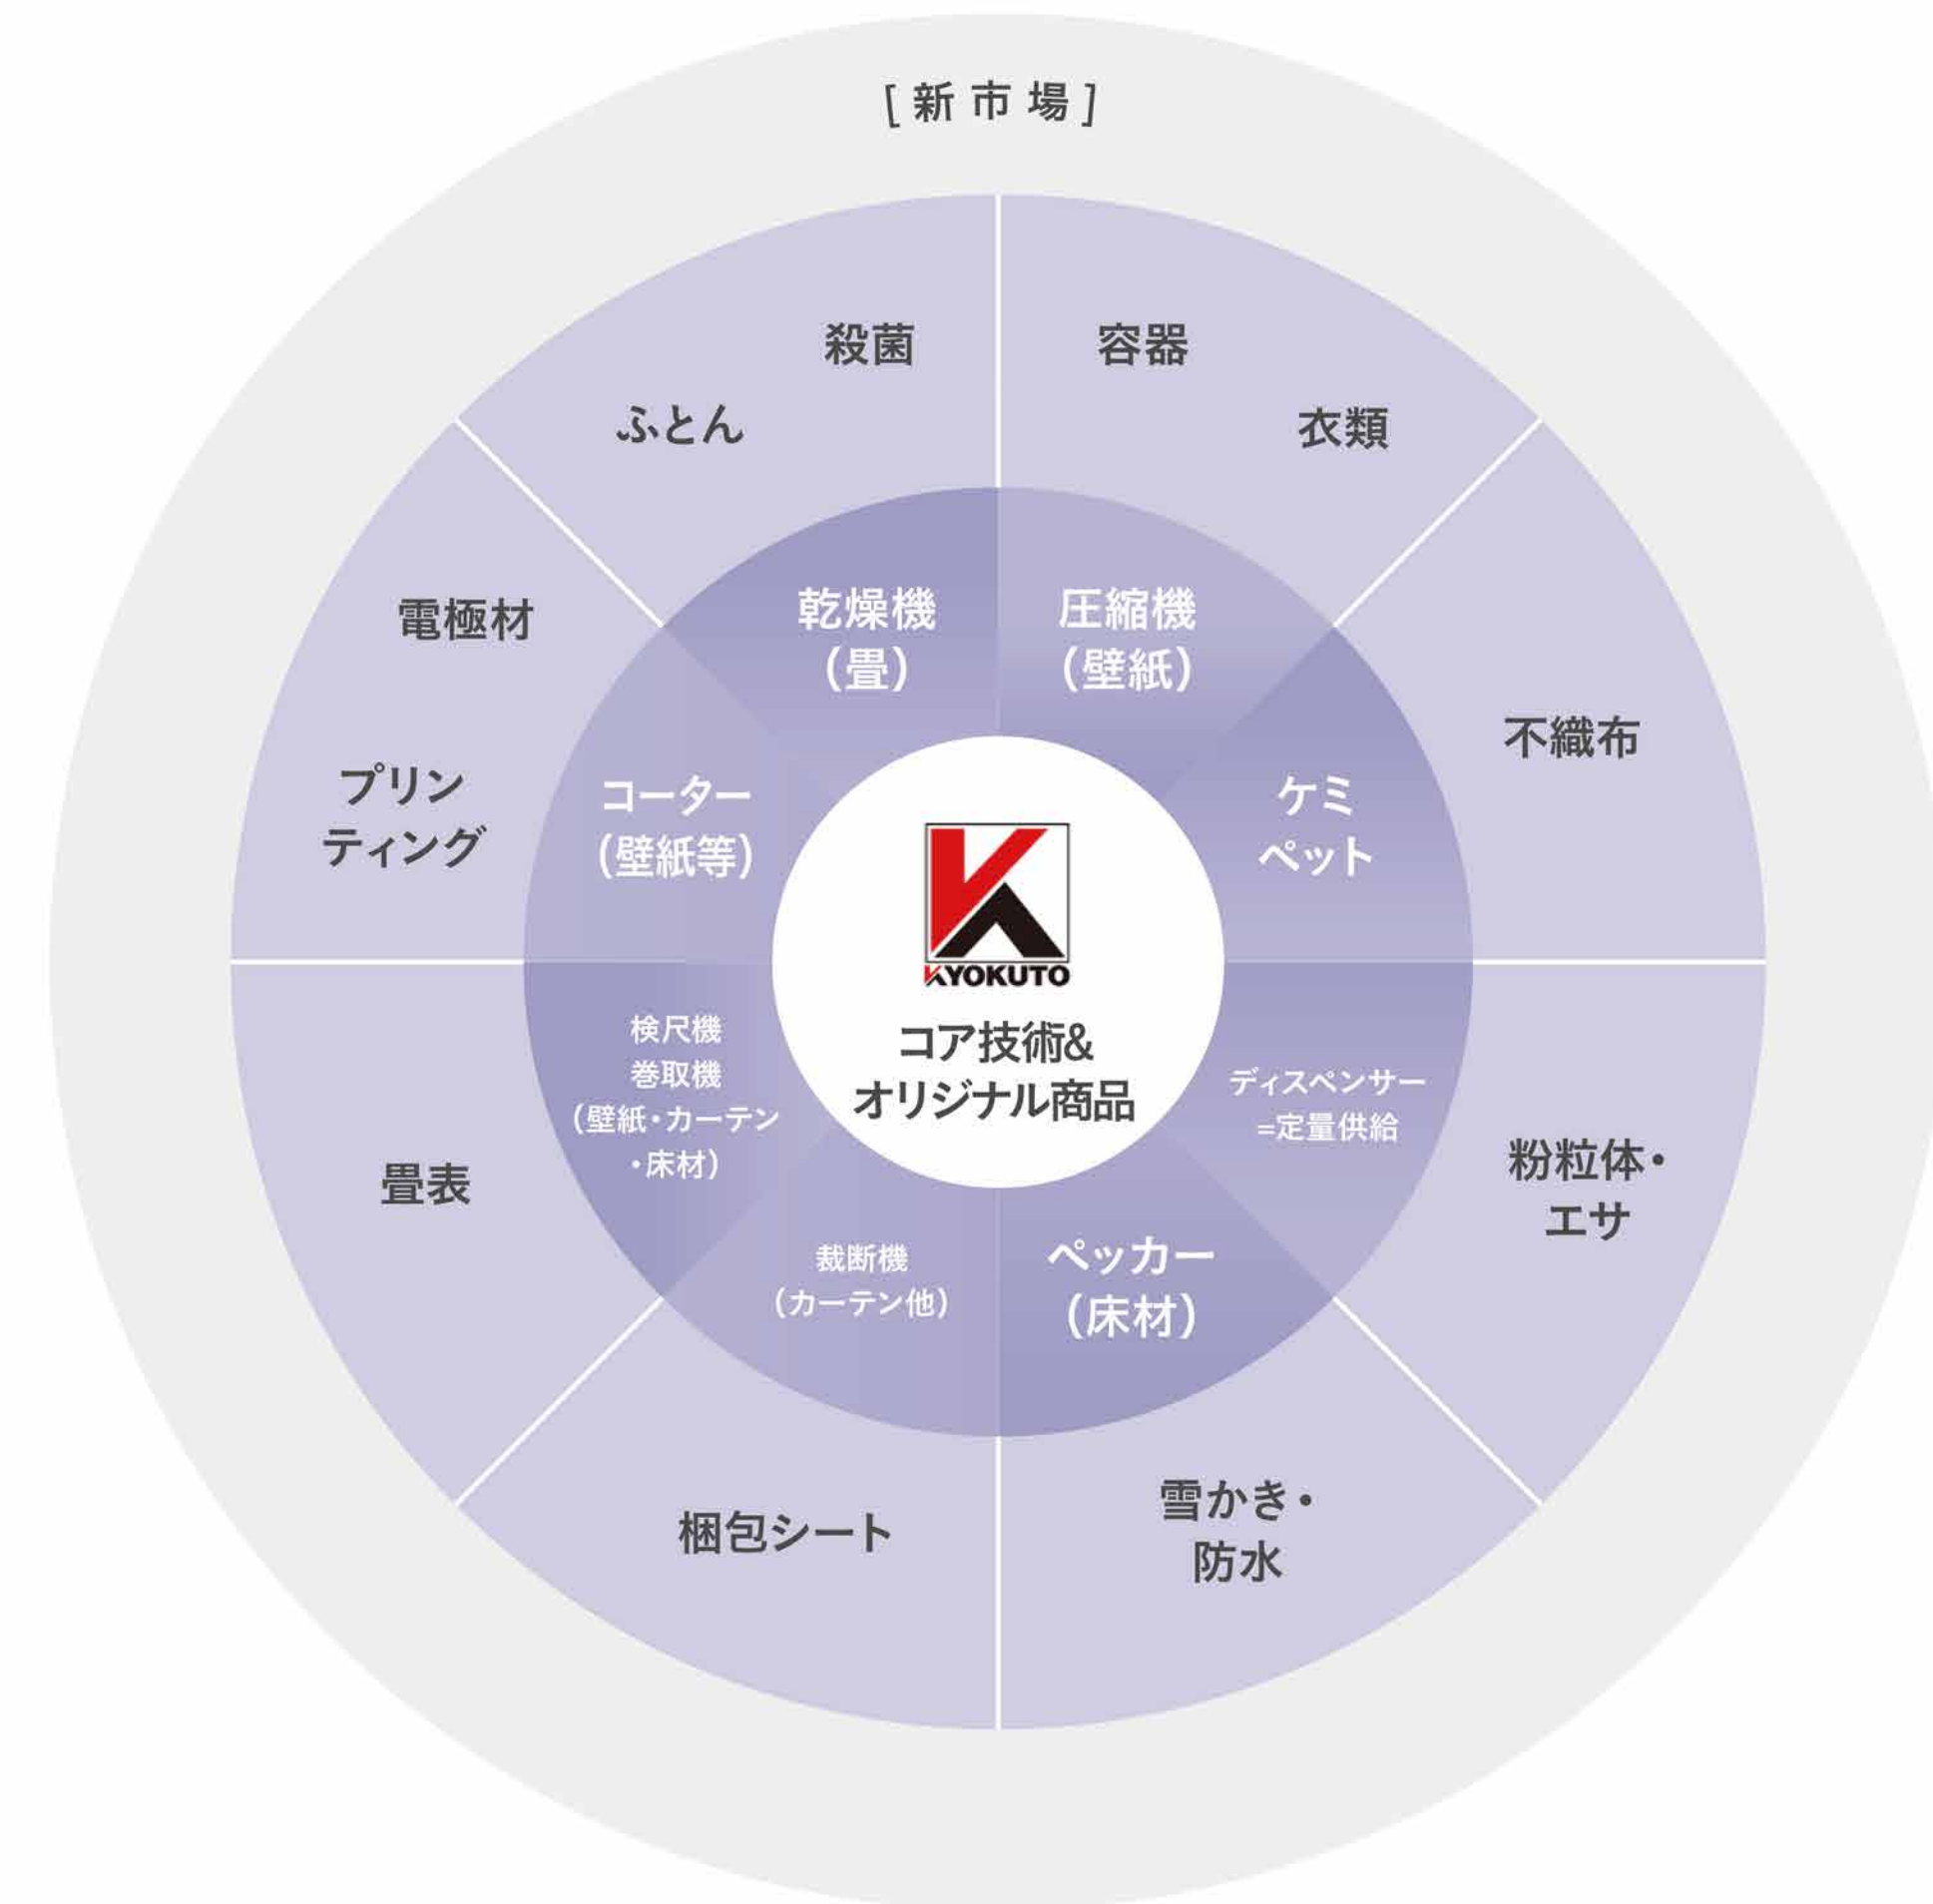 [新市場]
殺菌
ふとん
容器
衣類
電極材
プリン
ティング
不織布
乾燥機
(畳)
圧縮機
(壁紙)
コーター
(壁紙等)
ケミ
ペット
KYOKUTO
コア技術&
オリジナル商品
検尺機
巻取機
(壁紙・カーテン
・床材)
ディスペンサー
=定量供給
裁断機
(カーテン他)
ペッカー
(床材)
畳表
粉粒体・
エサ
梱包シート
雪かき・
防水